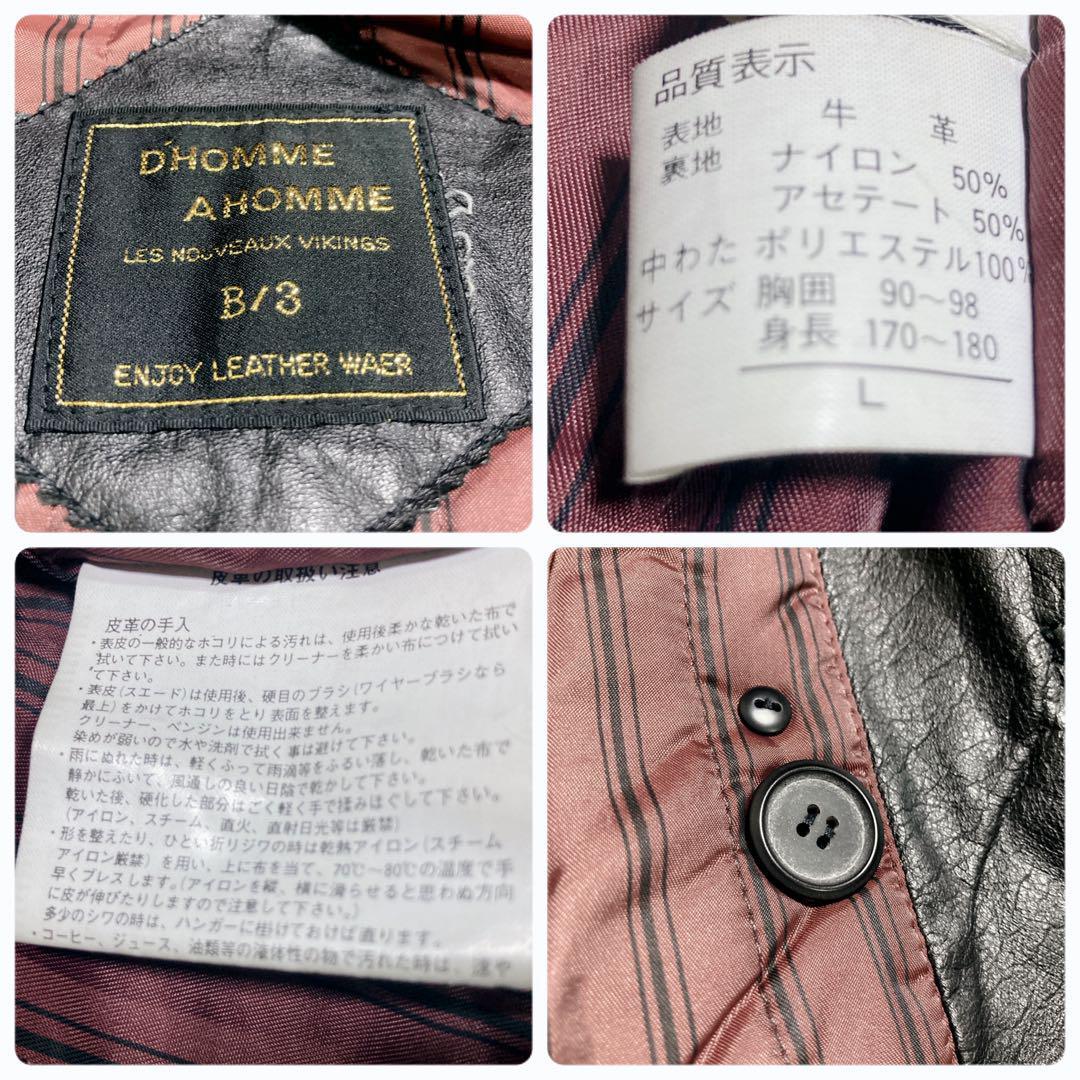 D'HOMME
AHOMME
LES NOUVEAUX VIKINGS
B/3
ENJOY LEATHER WAER
品質表示
表地 牛革
裏地 ナイロン 50%
アセテート 50%
中わた ポリエステル100%
サイズ 胸囲 90～98
身長 170～180
L
皮革の取扱い注意
皮革の手入
・表皮の一般的なホコリによる汚れは、使用後柔かな乾いた布で
拭いて下さい。また時にはクリーナーを柔かい布につけて拭い
て下さい。
・表皮(スエード)は使用後、硬目のブラシ(ワイヤーブラシなら
最上)をかけてホコリをとり表面を整えます。
クリーナー、ベンジンは使用出来ません。
染めが弱いので水や洗剤で拭く事は避けて下さい。
・雨にぬれた時は、軽くふって雨滴等をふるい落し、乾いた布で
静かにふいて、風通しの良い日陰で乾かして下さい。
乾いた後、硬化した部分はごく軽く手で揉みほぐして下さい。
(アイロン、スチーム、直火、直射日光等は厳禁)
・形を整えたり、ひどい折りジワの時は乾熱アイロン(スチーム
アイロン厳禁)を用い、上に布を当て、70℃～80℃の温度で手
早くプレスします。(アイロンを縦、横に滑らせると思わぬ方向
に皮が伸びたりしますので注意して下さい。)
多少のシワの時は、ハンガーに掛けておけば直ります。
・コーヒー、ジュース、油類等の液体性の物で汚れた時は、速や